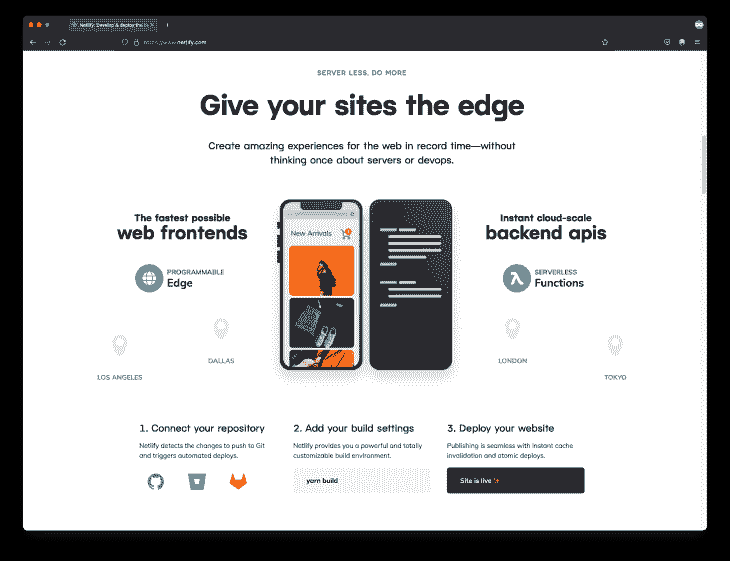 Netlify: Develop & deploy the
https://www.netlify.com
SERVER LESS. DO MORE
Give your sites the edge
Create amazing experiences for the web in record time—without
thinking once about servers or devops.
The fastest possible
web frontends
PROGRAMMABLE
Edge
LOS ANGELES
DALLAS
New Arrivals
Instant cloud-scale
backend apis
SERVERLESS
Functions
LONDON
TOKYO
1. Connect your repository
Netlify detects the changes to push to Git
and triggers automated deploys.
2. Add your build settings
Netlify provides you a powerful and totally
customizable build environment.
yarn build
3. Deploy your website
Publishing is seamless with instant cache
invalidation and atomic deploys.
Site is live ✨